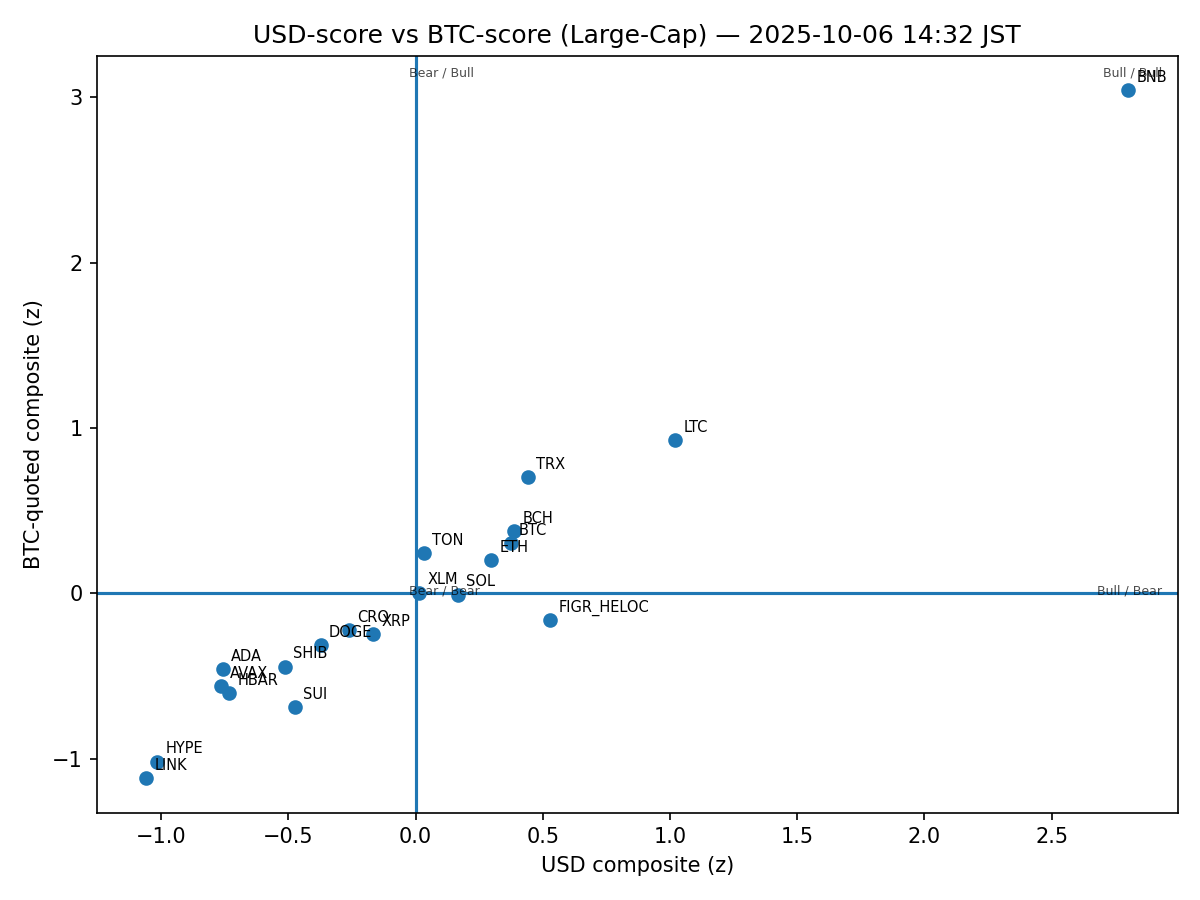 USD-score vs BTC-score (Large-Cap) — 2025-10-06 14:32 JST
Bear / Bull
Bull / Bull
BNB
3
2
1
0
−1
BTC-quoted composite (z)
LTC
TRX
BCH
BTC
TON
ETH
XLM
SOL
Bear / Bear
Bull / Bear
FIGR_HELOC
CRO
XRP
DOGE
SHIB
ADA
AVAX
HBAR
SUI
HYPE
LINK
−1.0
−0.5
0.0
0.5
1.0
1.5
2.0
2.5
USD composite (z)